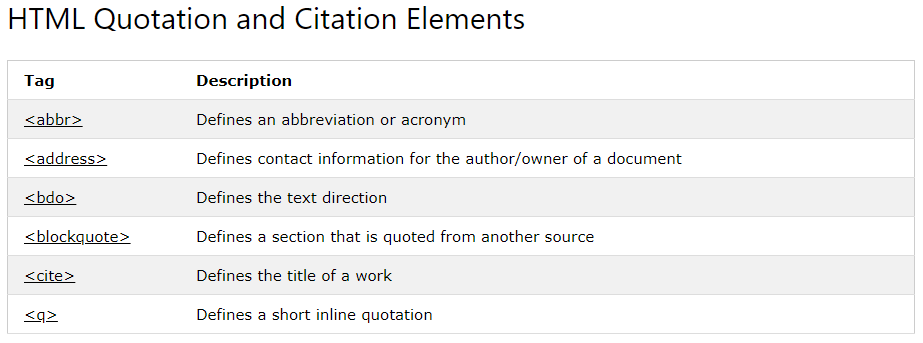 HTML Quotation and Citation Elements
Tag Description
<abbr> Defines an abbreviation or acronym
<address> Defines contact information for the author/owner of a document
<bdo> Defines the text direction
<blockquote> Defines a section that is quoted from another source
<cite> Defines the title of a work
<q> Defines a short inline quotation